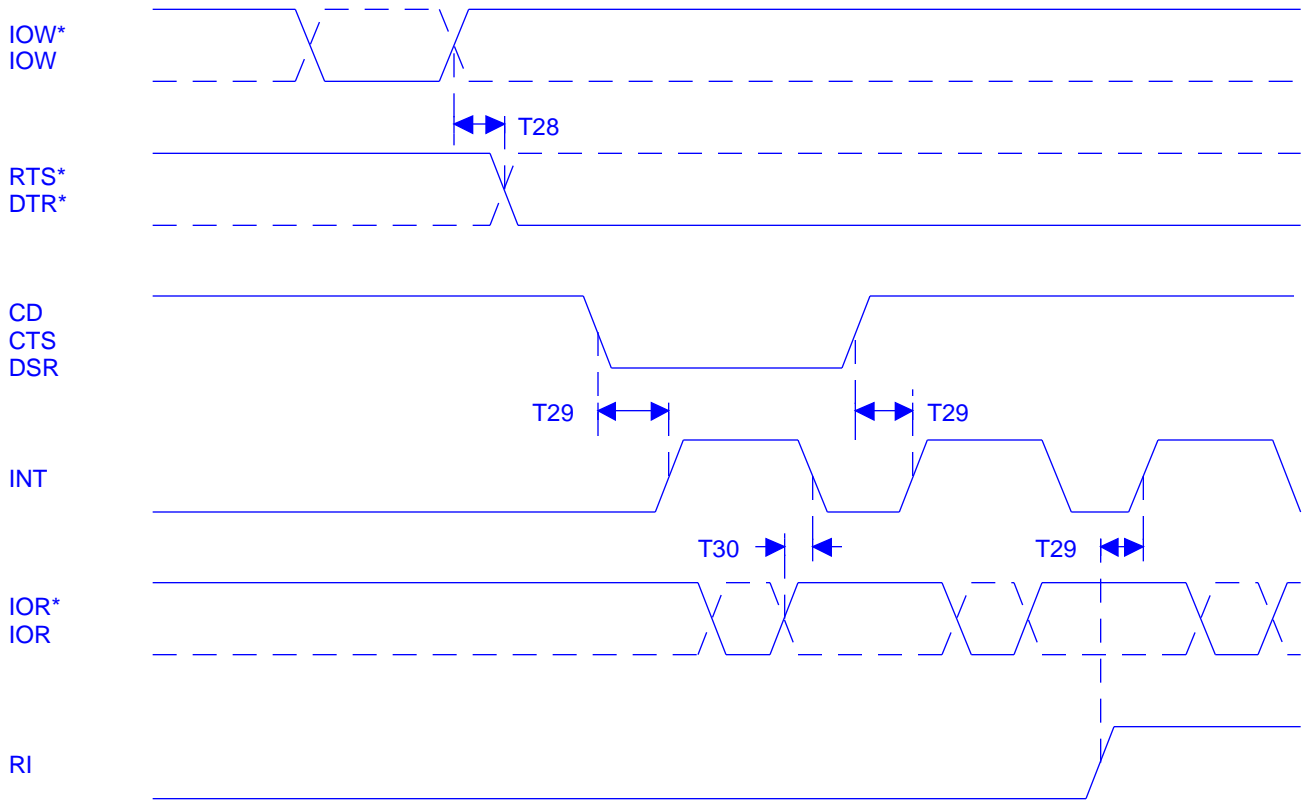 IOW*
IOW
T28
RTS*
DTR*
CD
CTS
DSR
T29
T29
INT
T30
T29
IOR*
IOR
RI